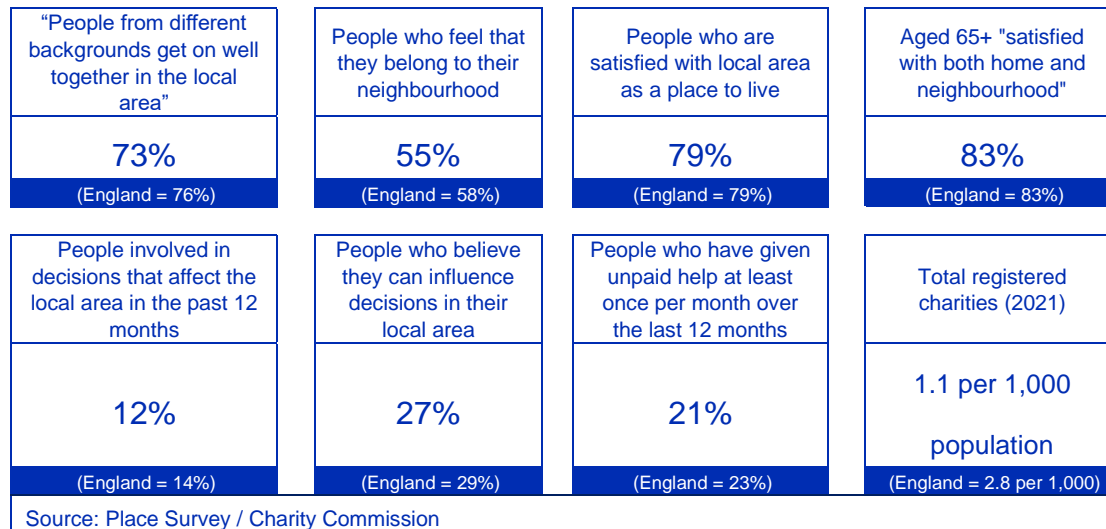 “People from different
backgrounds get on well
together in the local
area”
73%
(England = 76%)
People who feel that
they belong to their
neighbourhood
55%
(England = 58%)
People who are
satisfied with local area
as a place to live
79%
(England = 79%)
Aged 65+ "satisfied
with both home and
neighbourhood"
83%
(England = 83%)
People involved in
decisions that affect the
local area in the past 12
months
12%
(England = 14%)
People who believe
they can influence
decisions in their
local area
27%
(England = 29%)
People who have given
unpaid help at least
once per month over
the last 12 months
21%
(England = 23%)
Total registered
charities (2021)
1.1 per 1,000
population
(England = 2.8 per 1,000)
Source: Place Survey / Charity Commission